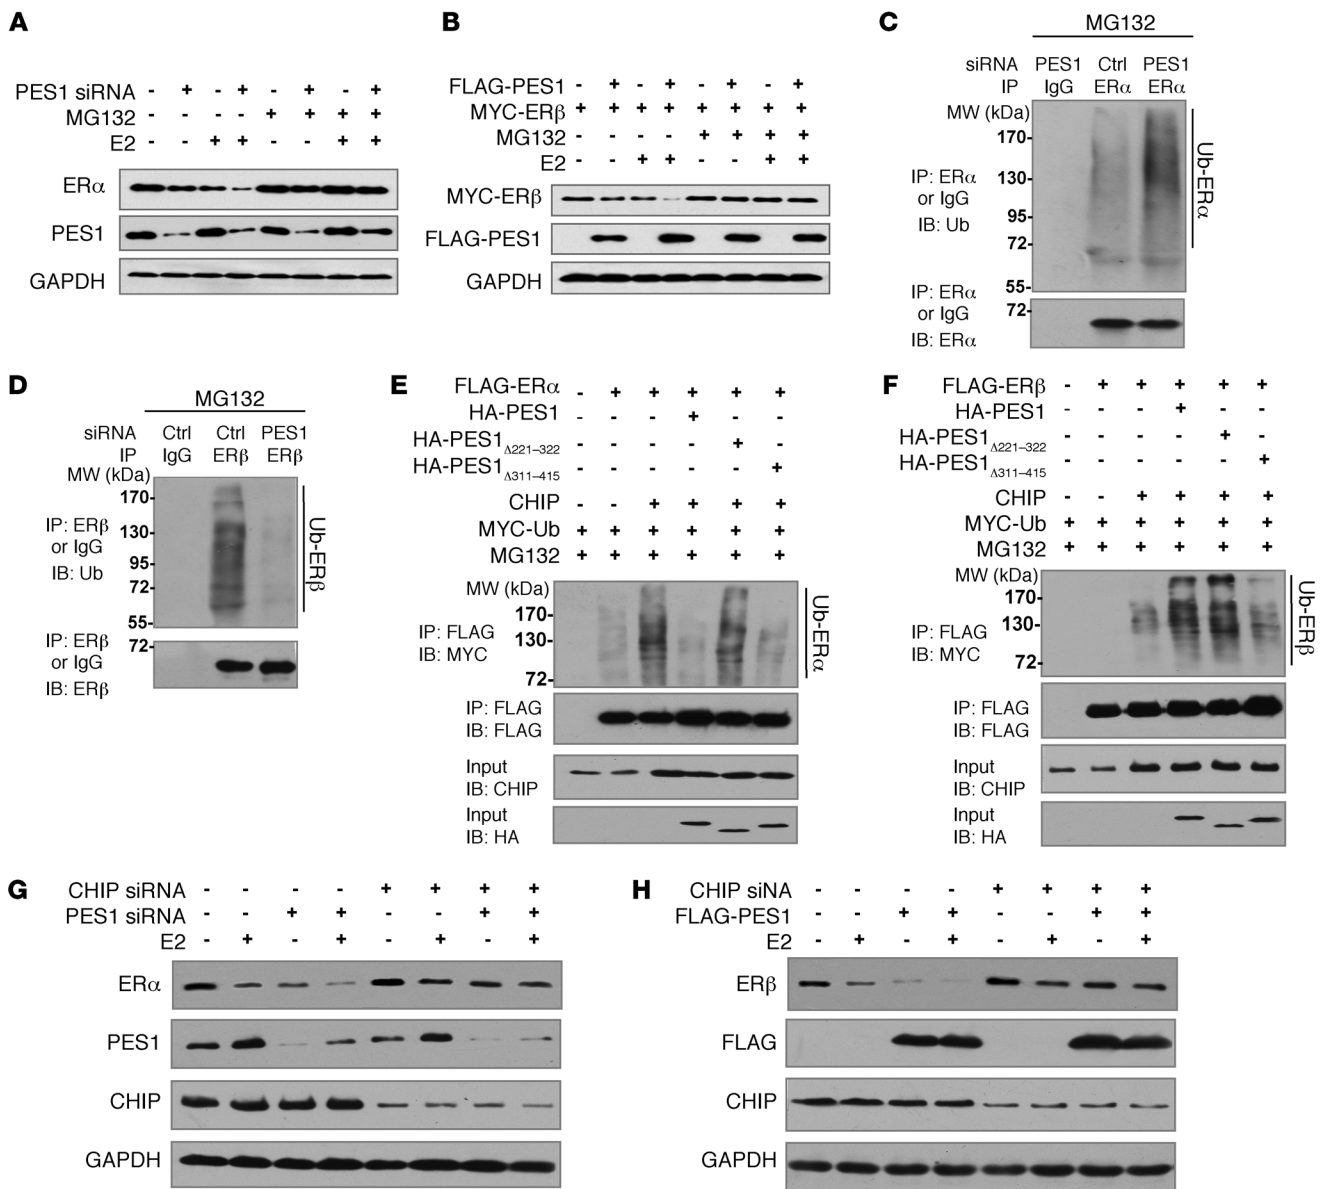 A
PES1 siRNA - + - + - + - +
MG132 - - - - + + + +
E2 - - + + - - + +
ERα
PES1
GAPDH
B
FLAG-PES1 - + - + - + - +
MYC-ERβ + + + + + + + +
MG132 - - - - + + + +
E2 - - + + - - + +
MYC-ERβ
FLAG-PES1
GAPDH
C
MG132
siRNA PES1 Ctrl PES1
IP IgG ERα ERα
MW (kDa)
170-
130-
95-
72-
55-
IP: ERα
or IgG
IB: Ub
Ub-ERα
IP: ERα
or IgG
IB: ERα
72-
D
MG132
siRNA Ctrl Ctrl PES1
IP IgG ERβ ERβ
MW (kDa)
170-
130-
95-
72-
55-
IP: ERβ
or IgG
IB: Ub
Ub-ERβ
IP: ERβ
or IgG
IB: ERβ
72-
E
FLAG-ERα - + + + + +
HA-PES1 - - - + - -
HA-PES1Δ221–322 - - - - + -
HA-PES1Δ311–415 - - - - - +
CHIP - - + + + +
MYC-Ub + + + + + +
MG132 + + + + + +
MW (kDa)
170-
130-
72-
IP: FLAG
IB: MYC
Ub-ERα
IP: FLAG
IB: FLAG
Input
IB: CHIP
Input
IB: HA
F
FLAG-ERβ - + + + + +
HA-PES1 - - - + - -
HA-PES1Δ221–322 - - - - + -
HA-PES1Δ311–415 - - - - - +
CHIP - - + + + +
MYC-Ub + + + + + +
MG132 + + + + + +
MW (kDa)
170-
130-
72-
IP: FLAG
IB: MYC
Ub-ERβ
IP: FLAG
IB: FLAG
Input
IB: CHIP
Input
IB: HA
G
CHIP siRNA - - - - + + + +
PES1 siRNA - - + + - - + +
E2 - + - + - + - +
ERα
PES1
CHIP
GAPDH
H
CHIP siNA - - - - + + + +
FLAG-PES1 - - + + - - + +
E2 - + - + - + - +
ERβ
FLAG
CHIP
GAPDH